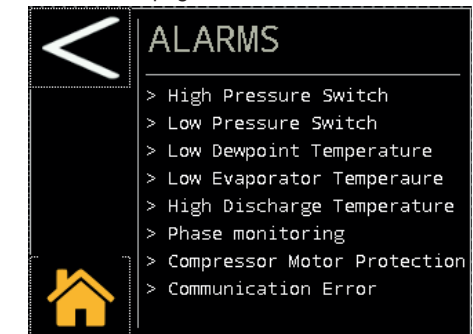 ALARMS
> High Pressure Switch
> Low Pressure Switch
> Low Dewpoint Temperature
> Low Evaporator Temperaure
> High Discharge Temperature
> Phase monitoring
> Compressor Motor Protection
> Communication Error